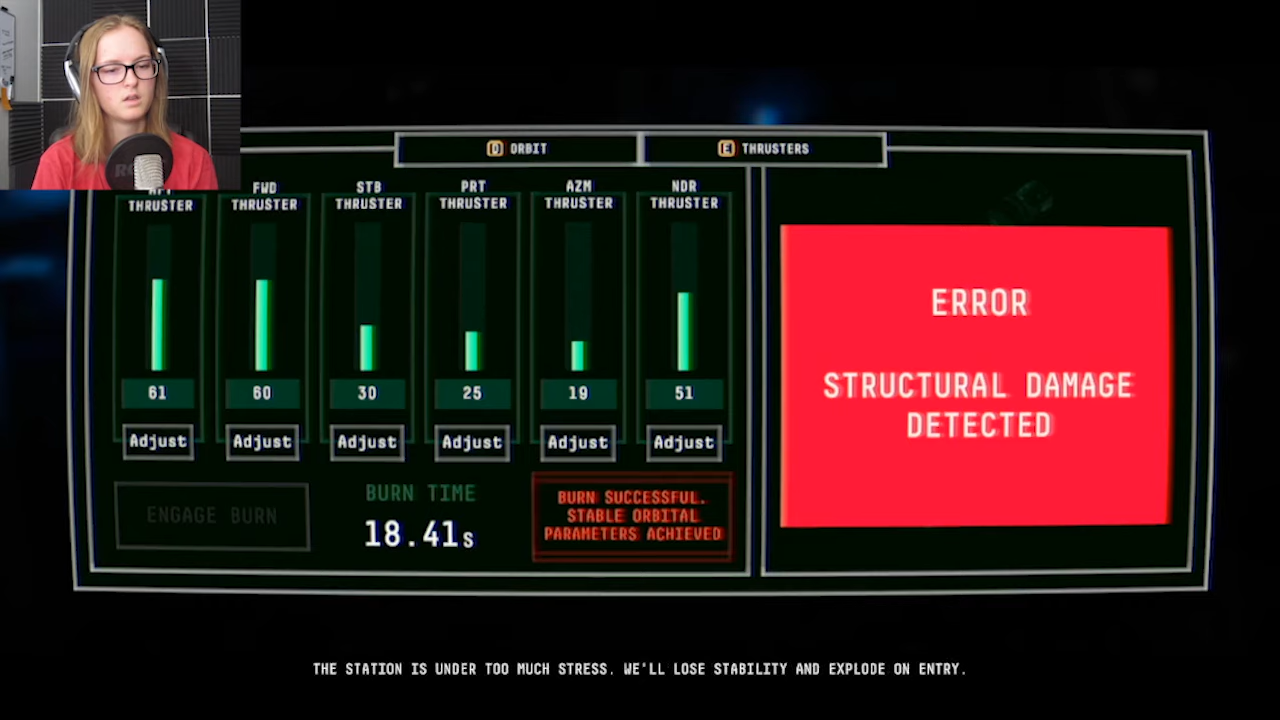 Q ORBIT
E THRUSTERS
THRUSTER
FWD THRUSTER
STB THRUSTER
PRT THRUSTER
AZM THRUSTER
NDR THRUSTER
61
60
30
25
19
51
Adjust
Adjust
Adjust
Adjust
Adjust
Adjust
ENGAGE BURN
BURN TIME
18.41s
BURN SUCCESSFUL.
STABLE ORBITAL
PARAMETERS ACHIEVED
ERROR
STRUCTURAL DAMAGE
DETECTED
THE STATION IS UNDER TOO MUCH STRESS. WE'LL LOSE STABILITY AND EXPLODE ON ENTRY.